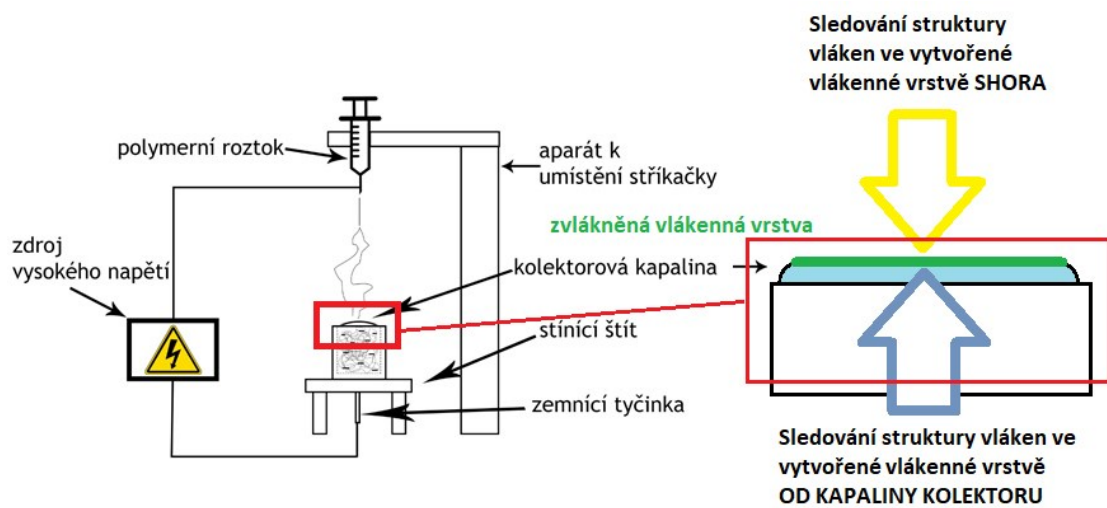 Sledování struktury
vláken ve vytvořené
vlákenné vrstvě SHORA
polymerní roztok
aparát k
umístění stříkačky
zvlákněná vlákenná vrstva
zdroj
vysokého napětí
kolektorová kapalina
stínící štít
zemnící tyčinka
Sledování struktury vláken ve
vytvořené vlákenné vrstvě
OD KAPALINY KOLEKTORU